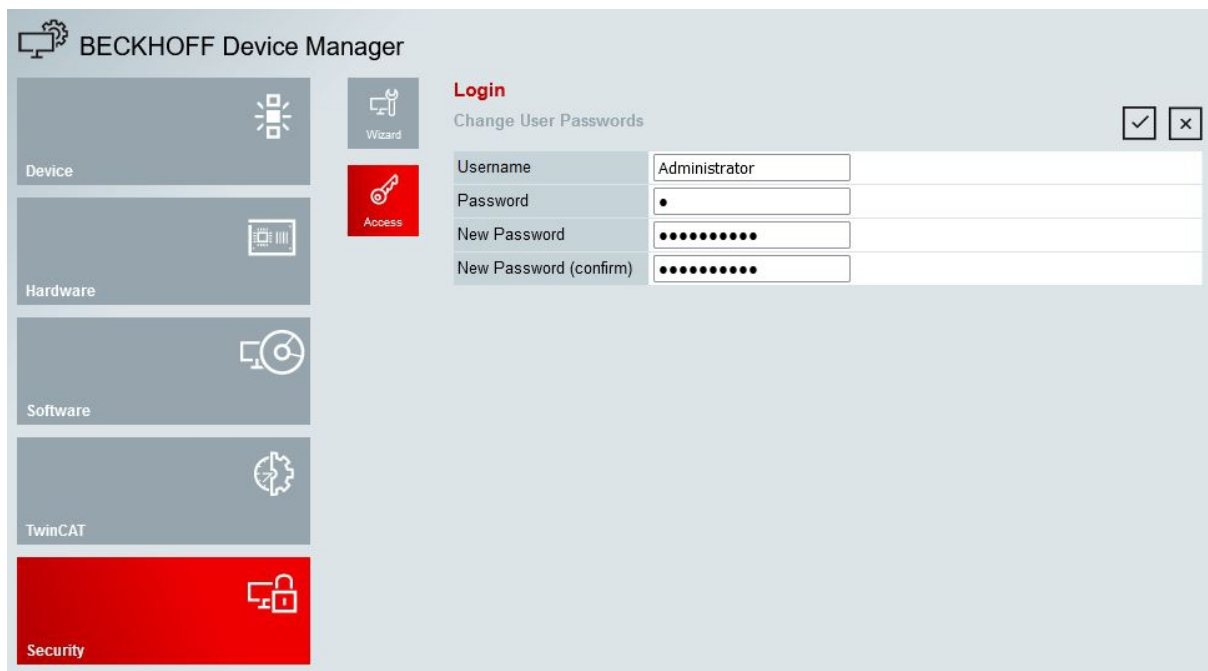 BECKHOFF Device Manager
Device
Hardware
Software
TwinCAT
Security
Wizard
Access
Login
Change User Passwords
Username Administrator
Password ●
New Password ●●●●●●●●●●
New Password (confirm) ●●●●●●●●●●